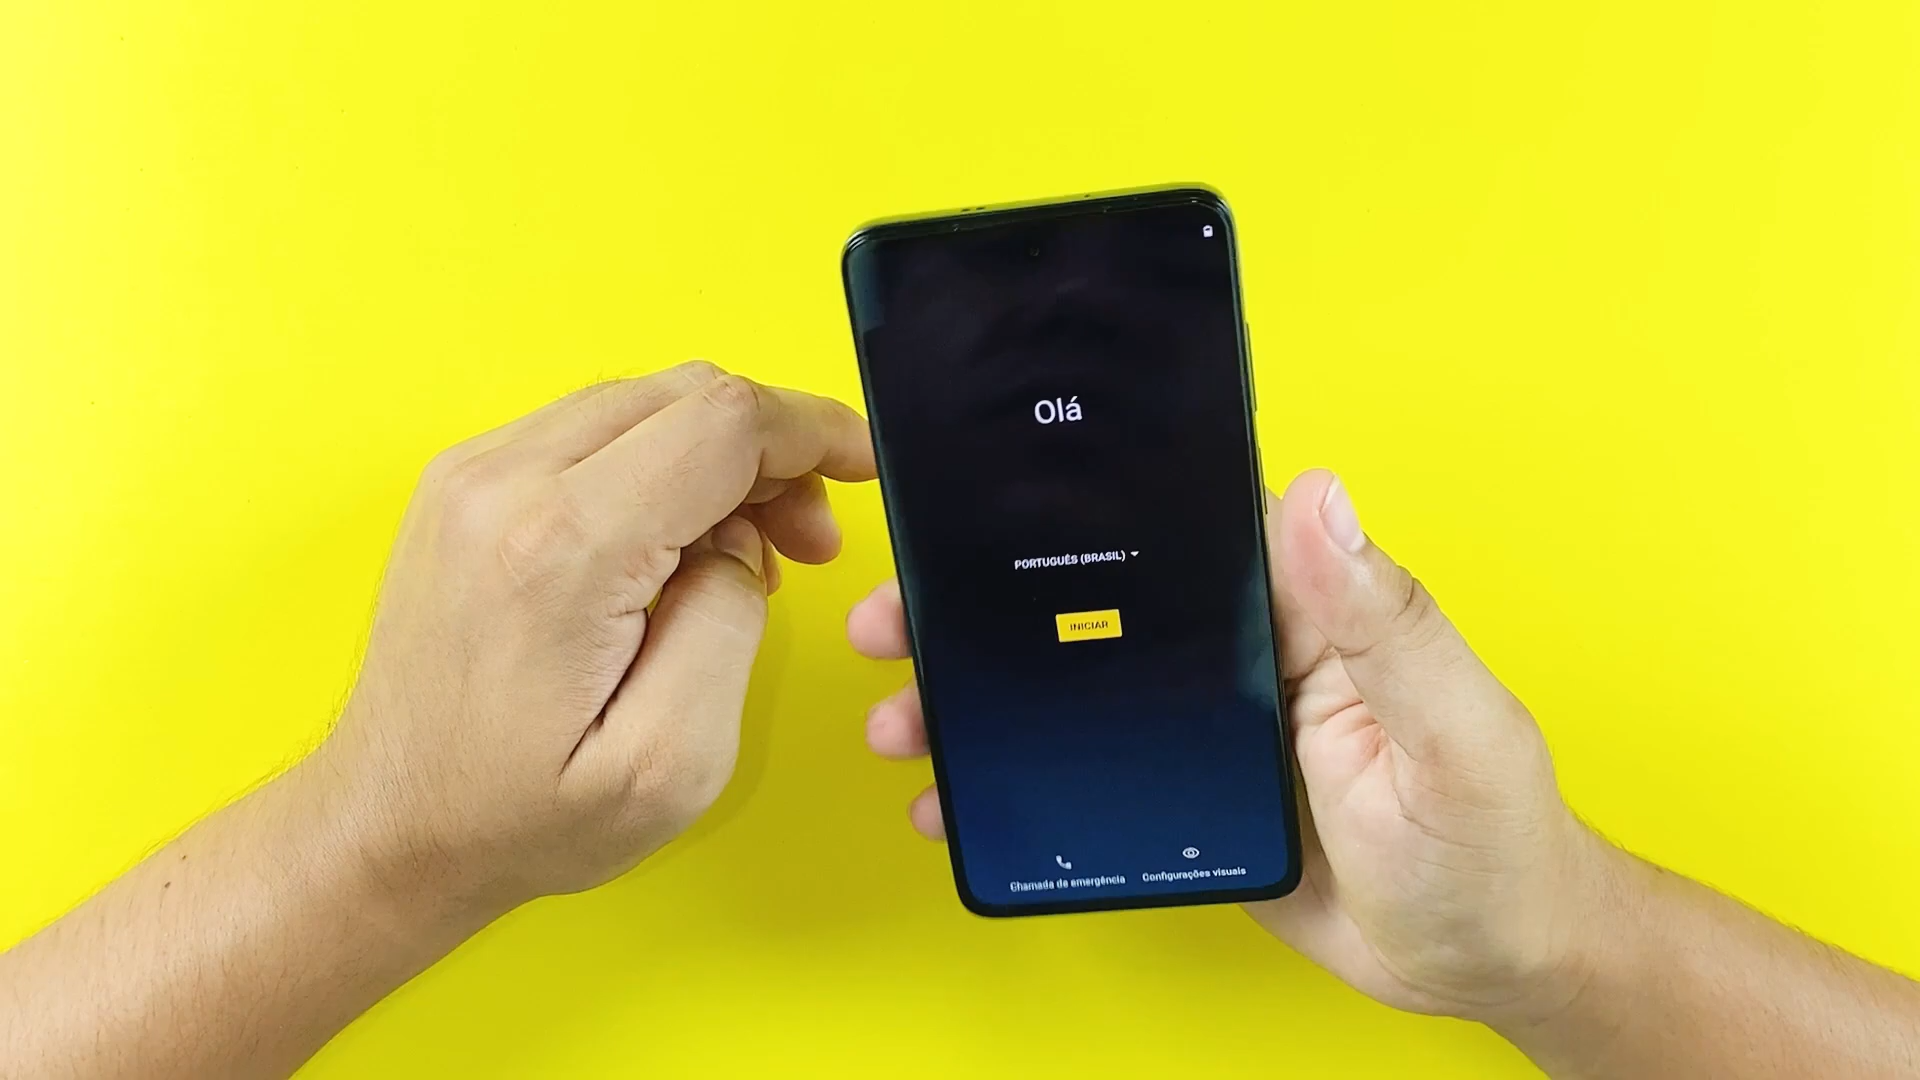 Olá
PORTUGUÊS (BRASIL)
INICIAR
Chamada de emergência
Configurações visuais